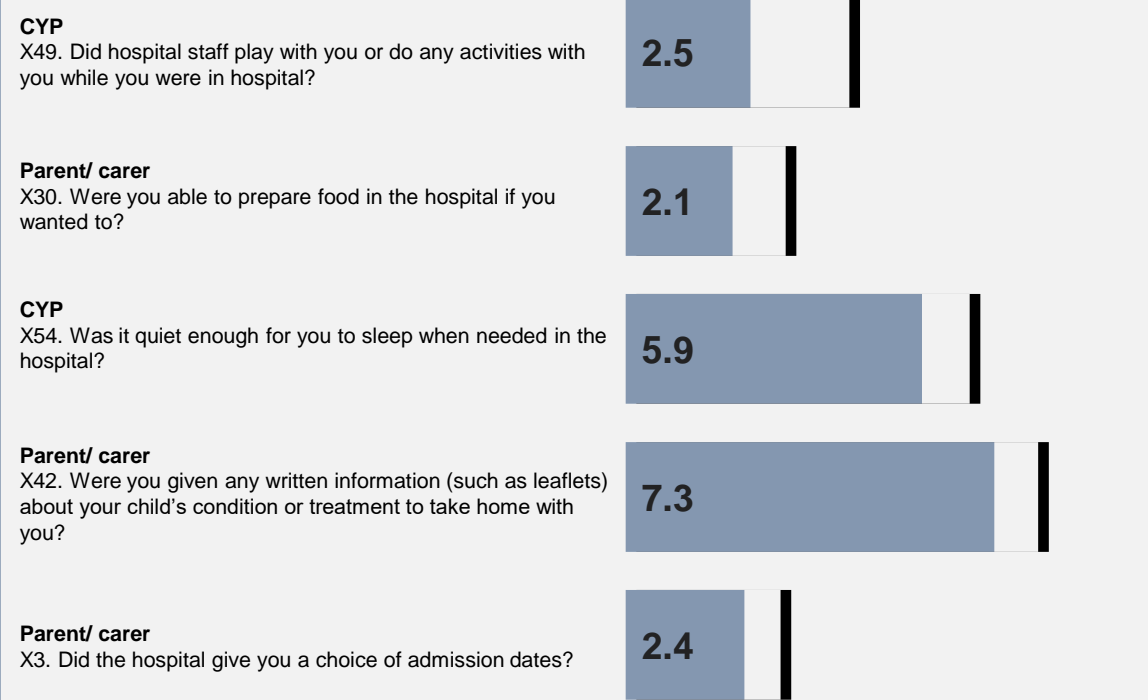 CYP
X49. Did hospital staff play with you or do any activities with
you while you were in hospital?
2.5
Parent/ carer
X30. Were you able to prepare food in the hospital if you
wanted to?
2.1
CYP
X54. Was it quiet enough for you to sleep when needed in the
hospital?
5.9
Parent/ carer
X42. Were you given any written information (such as leaflets)
about your child’s condition or treatment to take home with
you?
7.3
Parent/ carer
X3. Did the hospital give you a choice of admission dates?
2.4